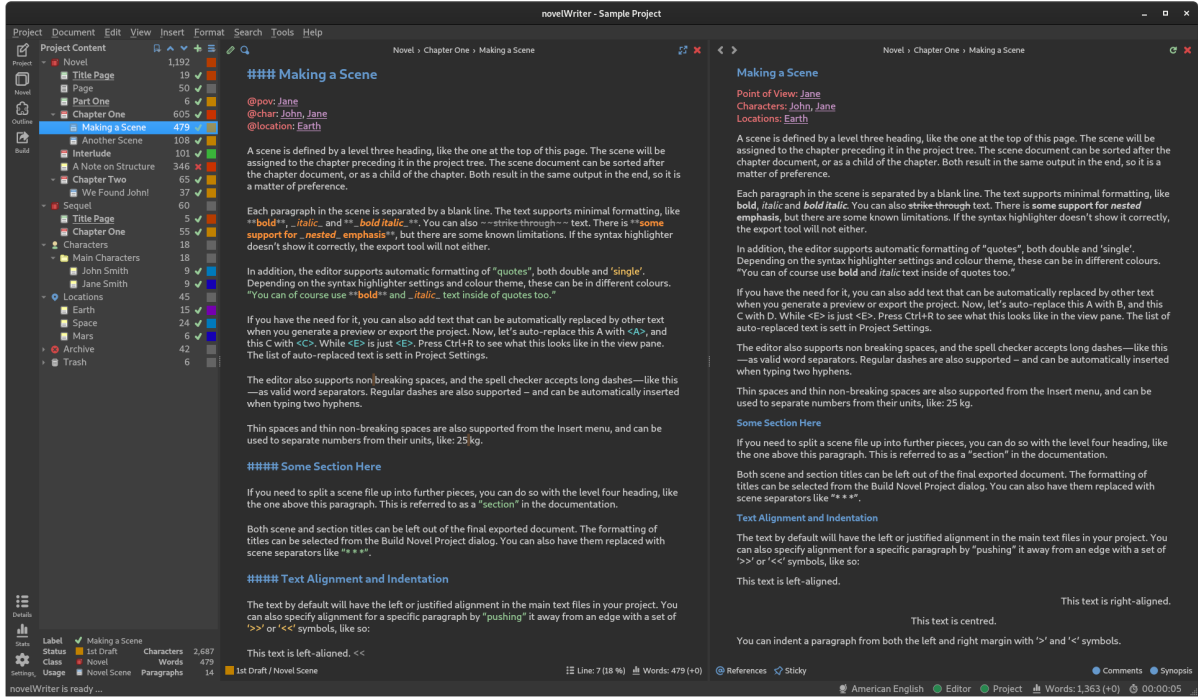 novelWriter - Sample Project
Project Document Edit View Insert Format Search Tools Help
Project
Novel
Outline
Build
Details
Stats
Settings
Project Content
Novel 1,192
Title Page 19
Page 50
Part One 6
Chapter One 605
Making a Scene 479
Another Scene 108
Interlude 101
A Note on Structure 346
Chapter Two 65
We Found John! 37
Sequel 60
Title Page 5
Chapter One 55
Characters 18
Main Characters 18
John Smith 9
Jane Smith 9
Locations 45
Earth 15
Space 24
Mars 6
Archive 42
Trash 6
Label Making a Scene
Status 1st Draft Characters 2,687
Class Novel Words 479
Usage Novel Scene Paragraphs 14
Novel › Chapter One › Making a Scene
### Making a Scene
@pov: Jane
@char: John, Jane
@location: Earth
A scene is defined by a level three heading, like the one at the top of this page. The scene will be
assigned to the chapter preceding it in the project tree. The scene document can be sorted after
the chapter document, or as a child of the chapter. Both result in the same output in the end, so it is
a matter of preference.
Each paragraph in the scene is separated by a blank line. The text supports minimal formatting, like
**bold**, _italic_ and **_bold italic_**. You can also ~~strike through~~ text. There is **some
support for _nested_ emphasis**, but there are some known limitations. If the syntax highlighter
doesn’t show it correctly, the export tool will not either.
In addition, the editor supports automatic formatting of “quotes”, both double and ‘single’.
Depending on the syntax highlighter settings and colour theme, these can be in different colours.
“You can of course use **bold** and _italic_ text inside of quotes too.”
If you have the need for it, you can also add text that can be automatically replaced by other text
when you generate a preview or export the project. Now, let’s auto-replace this A with <A>, and
this C with <C>. While <E> is just <E>. Press Ctrl+R to see what this looks like in the view pane.
The list of auto-replaced text is sett in Project Settings.
The editor also supports non breaking spaces, and the spell checker accepts long dashes—like this
—as valid word separators. Regular dashes are also supported – and can be automatically inserted
when typing two hyphens.
Thin spaces and thin non-breaking spaces are also supported from the Insert menu, and can be
used to separate numbers from their units, like: 25 kg.
#### Some Section Here
If you need to split a scene file up into further pieces, you can do so with the level four heading, like
the one above this paragraph. This is referred to as a “section” in the documentation.
Both scene and section titles can be left out of the final exported document. The formatting of
titles can be selected from the Build Novel Project dialog. You can also have them replaced with
scene separators like “* * *”.
#### Text Alignment and Indentation
The text by default will have the left or justified alignment in the main text files in your project. You
can also specify alignment for a specific paragraph by “pushing” it away from an edge with a set of
‘>>’ or ‘<<’ symbols, like so:
This text is left-aligned. <<
1st Draft / Novel Scene Line: 7 (18 %) Words: 479 (+0)
Novel › Chapter One › Making a Scene
Making a Scene
Point of View: Jane
Characters: John, Jane
Locations: Earth
A scene is defined by a level three heading, like the one at the top of this page. The scene will be
assigned to the chapter preceding it in the project tree. The scene document can be sorted after the
chapter document, or as a child of the chapter. Both result in the same output in the end, so it is a
matter of preference.
Each paragraph in the scene is separated by a blank line. The text supports minimal formatting, like
bold, italic and bold italic. You can also strike through text. There is some support for nested
emphasis, but there are some known limitations. If the syntax highlighter doesn’t show it correctly,
the export tool will not either.
In addition, the editor supports automatic formatting of “quotes”, both double and ‘single’.
Depending on the syntax highlighter settings and colour theme, these can be in different colours.
“You can of course use bold and italic text inside of quotes too.”
If you have the need for it, you can also add text that can be automatically replaced by other text
when you generate a preview or export the project. Now, let’s auto-replace this A with B, and this
C with D. While <E> is just <E>. Press Ctrl+R to see what this looks like in the view pane. The list of
auto-replaced text is sett in Project Settings.
The editor also supports non breaking spaces, and the spell checker accepts long dashes—like this
—as valid word separators. Regular dashes are also supported – and can be automatically inserted
when typing two hyphens.
Thin spaces and thin non-breaking spaces are also supported from the Insert menu, and can be
used to separate numbers from their units, like: 25 kg.
Some Section Here
If you need to split a scene file up into further pieces, you can do so with the level four heading, like
the one above this paragraph. This is referred to as a “section” in the documentation.
Both scene and section titles can be left out of the final exported document. The formatting of
titles can be selected from the Build Novel Project dialog. You can also have them replaced with
scene separators like “* * *”.
Text Alignment and Indentation
The text by default will have the left or justified alignment in the main text files in your project. You
can also specify alignment for a specific paragraph by “pushing” it away from an edge with a set of
‘>>’ or ‘<<’ symbols, like so:
This text is left-aligned.
This text is right-aligned.
This text is centred.
You can indent a paragraph from both the left and right margin with ‘>’ and ‘<’ symbols.
References Sticky Comments Synopsis
novelWriter is ready ...
American English Editor Project Words: 1,363 (+0) 00:00:05